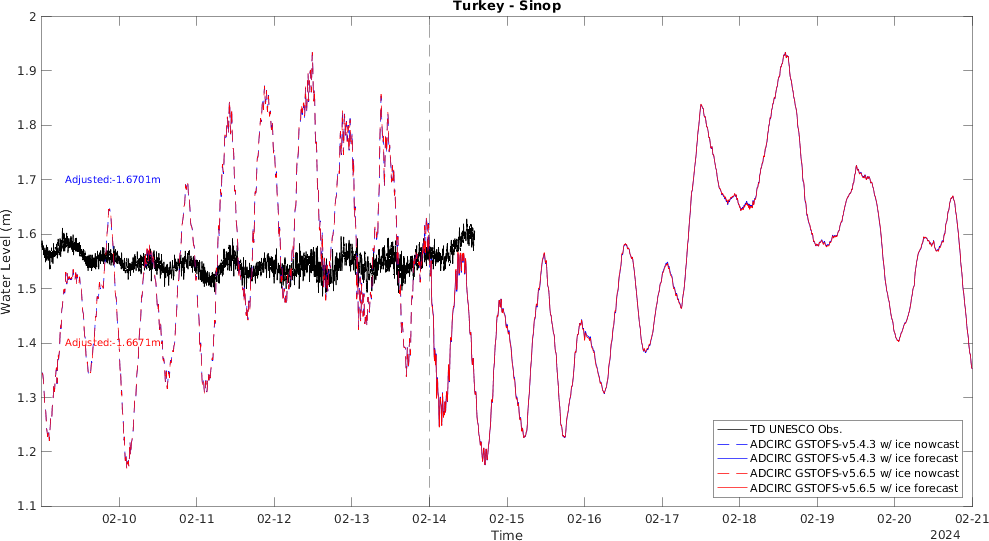 Turkey - Sinop
2
1.9
1.8
1.7
1.6
1.5
1.4
1.3
1.2
1.1
Water Level (m)
Adjusted:-1.6701m
Adjusted:-1.6671m
TD UNESCO Obs.
ADCIRC GSTOFS-v5.4.3 w/ ice nowcast
ADCIRC GSTOFS-v5.4.3 w/ ice forecast
ADCIRC GSTOFS-v5.6.5 w/ ice nowcast
ADCIRC GSTOFS-v5.6.5 w/ ice forecast
02-10 02-11 02-12 02-13 02-14 02-15 02-16 02-17 02-18 02-19 02-20 02-21
Time
2024